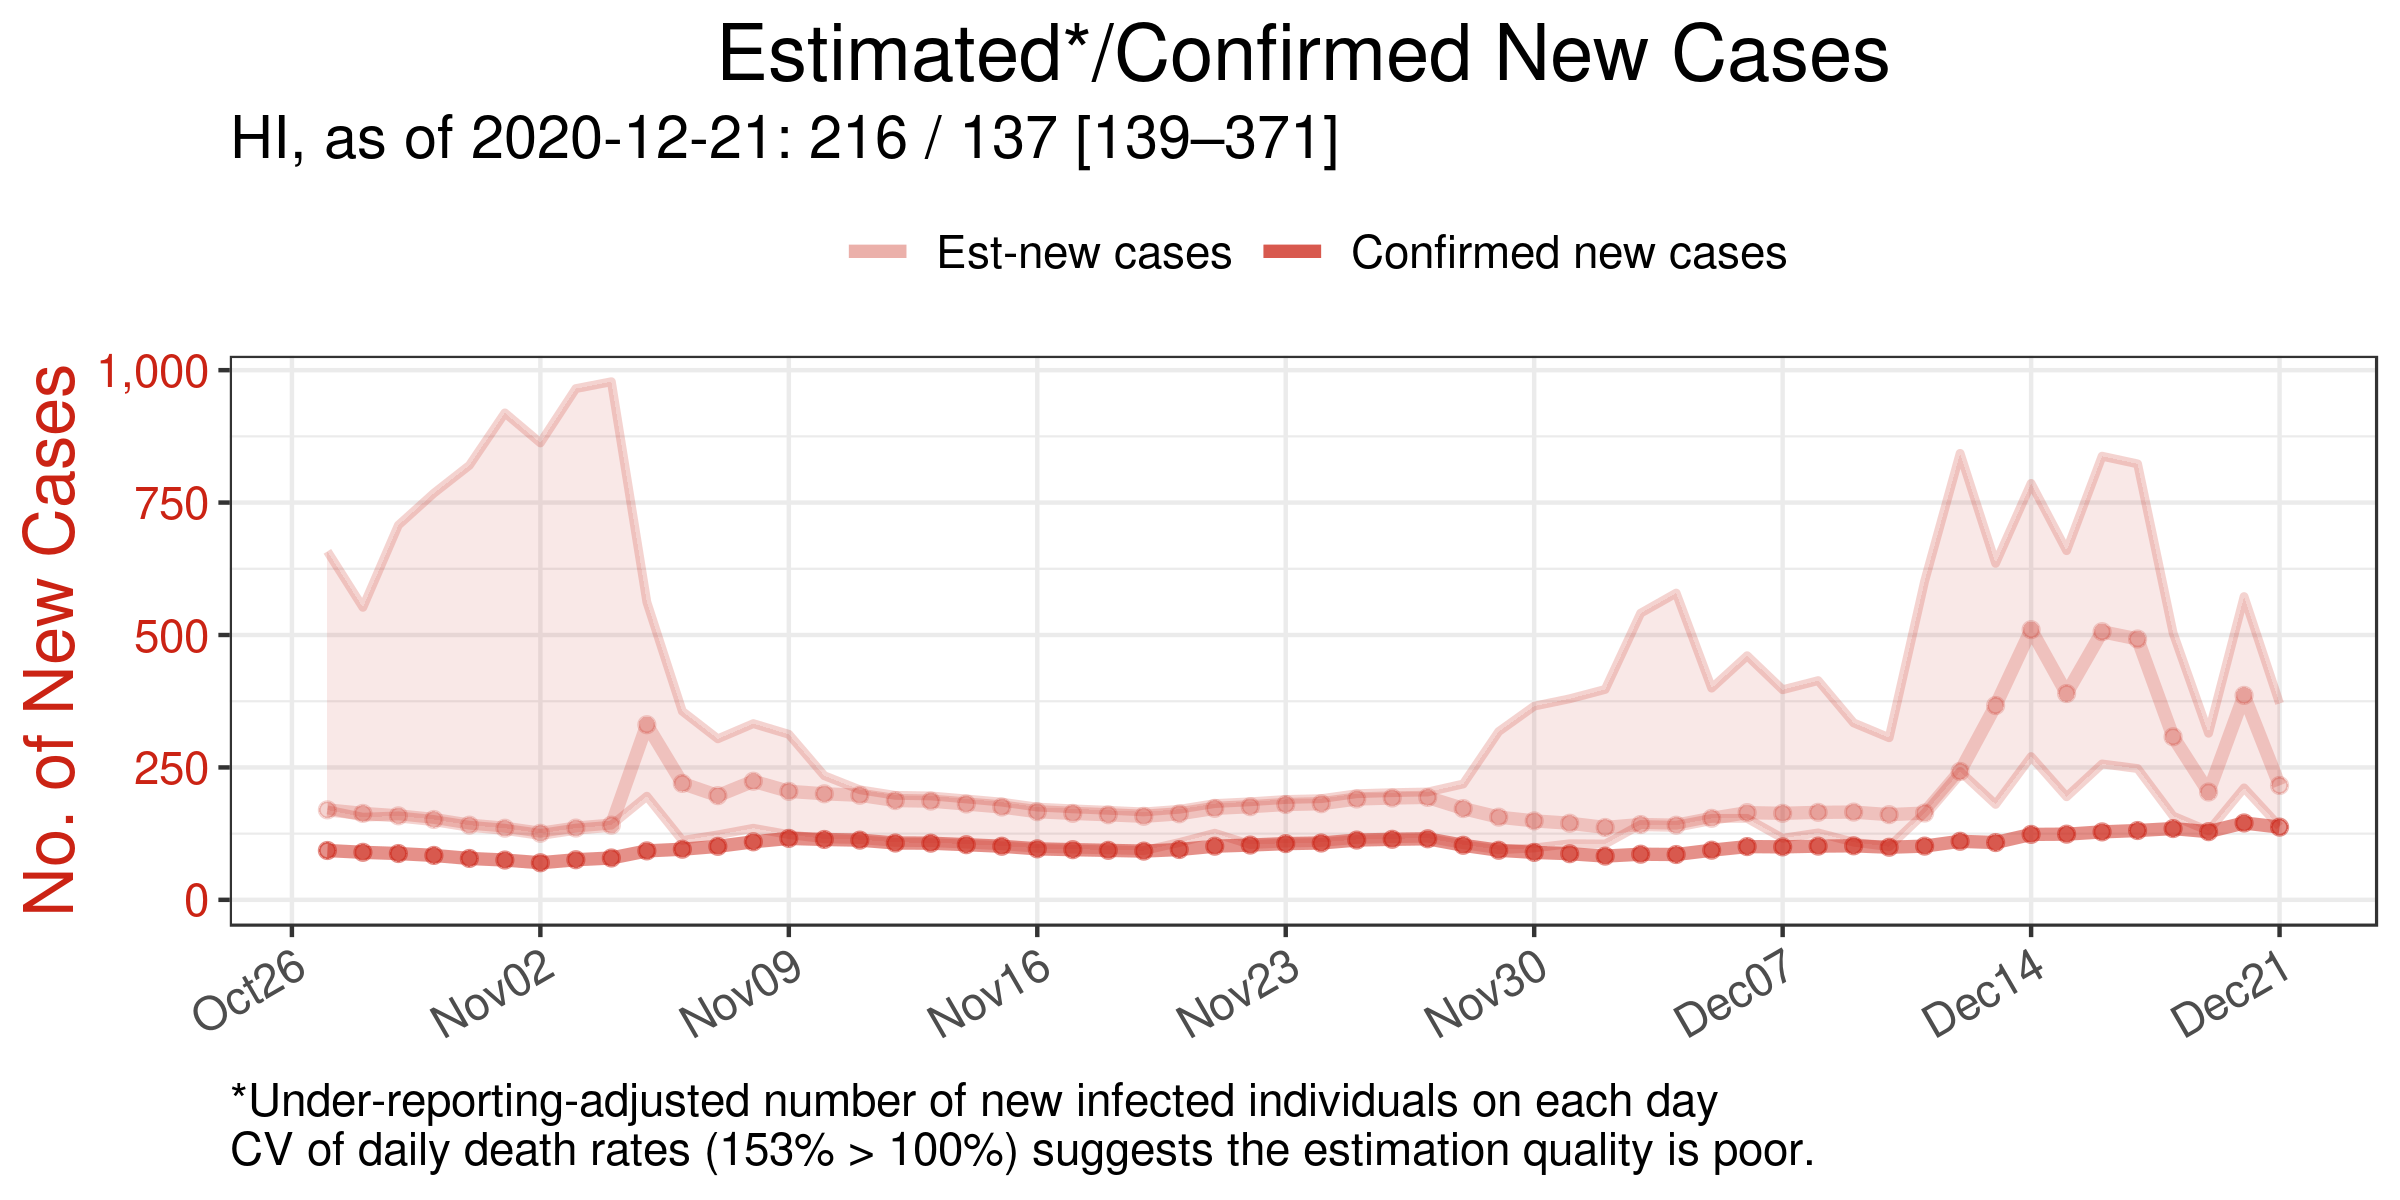 Estimated*/Confirmed New Cases
HI, as of 2020-12-21: 216 / 137 [139–371]
Est-new cases
Confirmed new cases
No. of New Cases
1,000
750
500
250
0
Oct26
Nov02
Nov09
Nov16
Nov23
Nov30
Dec07
Dec14
Dec21
*Under-reporting-adjusted number of new infected individuals on each day
CV of daily death rates (153% > 100%) suggests the estimation quality is poor.